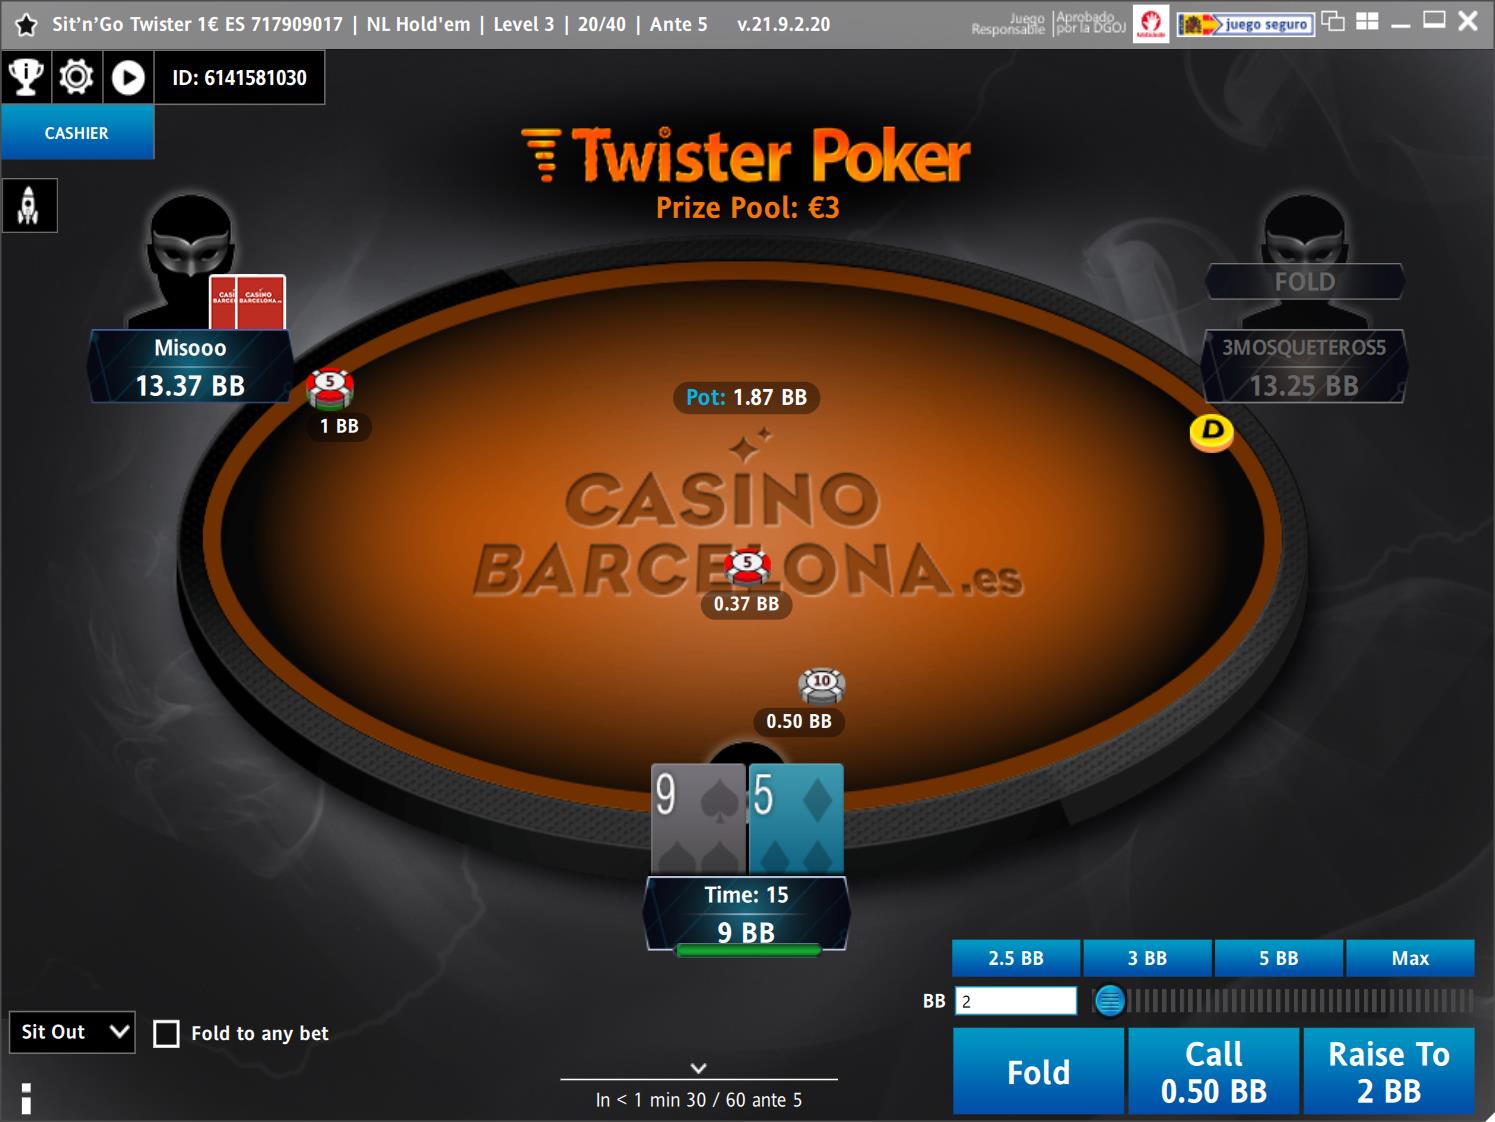 Sit'n'Go Twister 1€ ES 717909017 | NL Hold'em | Level 3 | 20/40 | Ante 5 v.21.9.2.20
Juego Responsable
Aprobado por la DGOJ
juego seguro
ID: 6141581030
CASHIER
Twister Poker
Prize Pool: €3
FOLD
CASINO BARCELONA.es
Misooo
13.37 BB
3MOSQUETEROS5
13.25 BB
5
1 BB
Pot: 1.87 BB
D
CASINO
BARCELONA.es
5
0.37 BB
10
0.50 BB
9 5
Time: 15
9 BB
2.5 BB 3 BB 5 BB Max
BB 2
Sit Out Fold to any bet
Fold
Call
0.50 BB
Raise To
2 BB
In < 1 min 30 / 60 ante 5